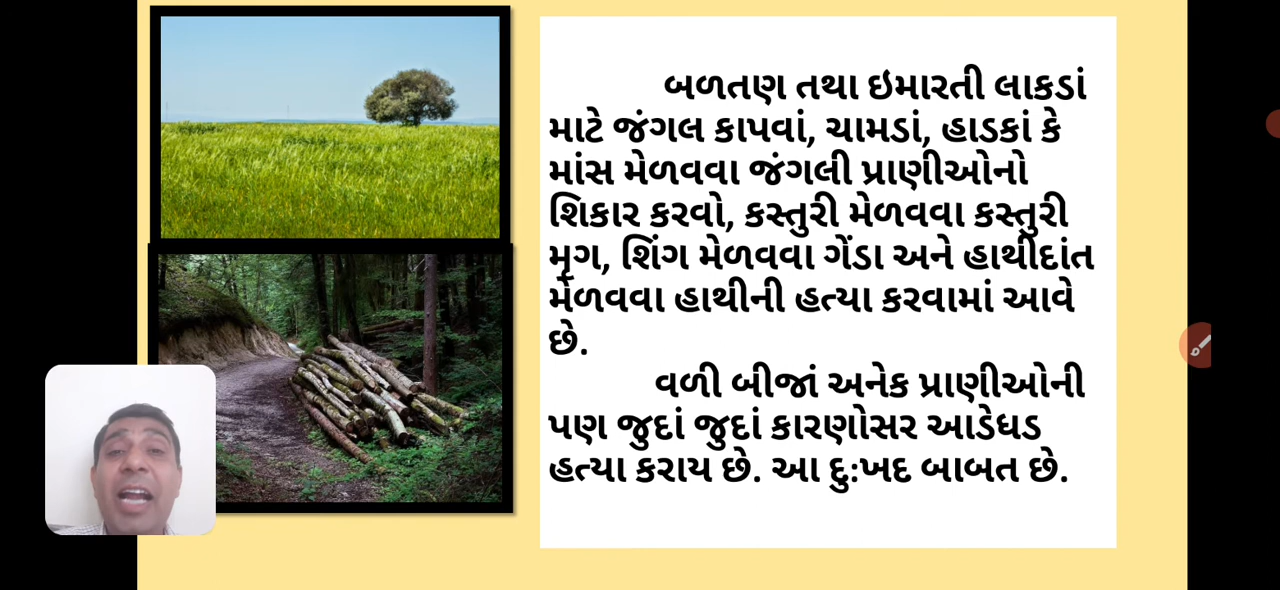 બળતણ તથા ઇમારતી લાકડાં
માટે જંગલ કાપવાં, ચામડાં, હાડકાં કે
માંસ મેળવવા જંગલી પ્રાણીઓનો
શિકાર કરવો, કસ્તુરી મેળવવા કસ્તુરી
મૃગ, શિંગ મેળવવા ગેંડા અને હાથીદાંત
મેળવવા હાથીની હત્યા કરવામાં આવે
છે.
વળી બીજાં અનેક પ્રાણીઓની
પણ જુદાં જુદાં કારણોસર આડેધડ
હત્યા કરાય છે. આ દુ:ખદ બાબત છે.